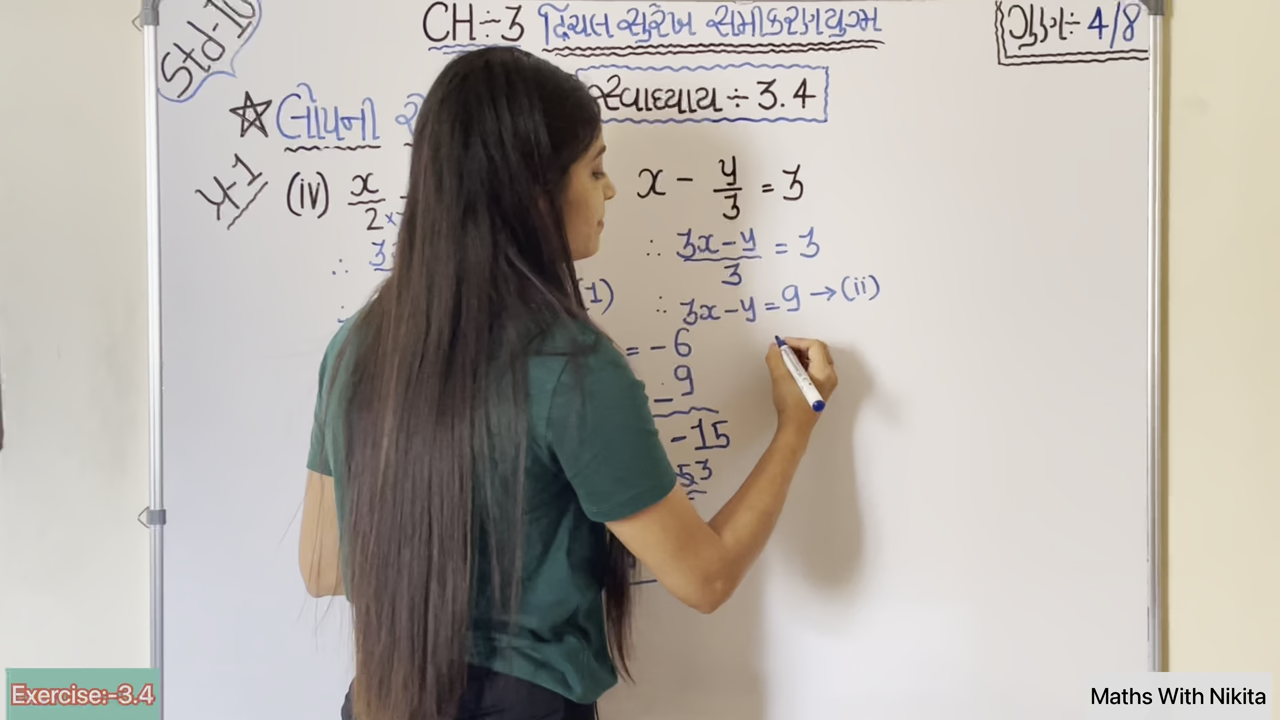 Std-10
CH÷3 દ્વિચલ સુરેખ સમીકરણયુગ્મ
ગુણ÷ 4/8
સ્વાધ્યાય ÷ 3.4
લોપની
પ્ર-1 (iv) x/2 x - y/3 = 3
∴ 3 ∴ 3x-y/3 = 3
(1) ∴ 3x-y = 9 → (ii)
= -6
9
-15
53
Exercise:-3.4
Maths With Nikita